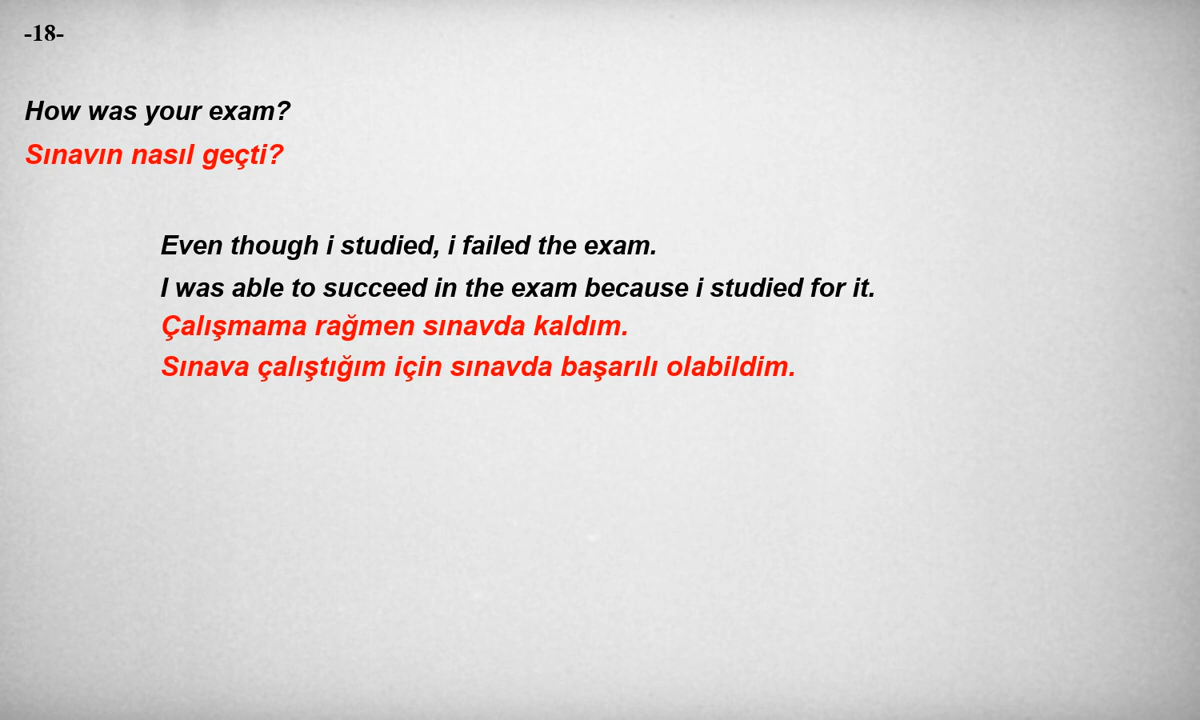 -18-
How was your exam?
Sınavın nasıl geçti?
Even though i studied, i failed the exam.
I was able to succeed in the exam because i studied for it.
Çalışmama rağmen sınavda kaldım.
Sınava çalıştığım için sınavda başarılı olabildim.